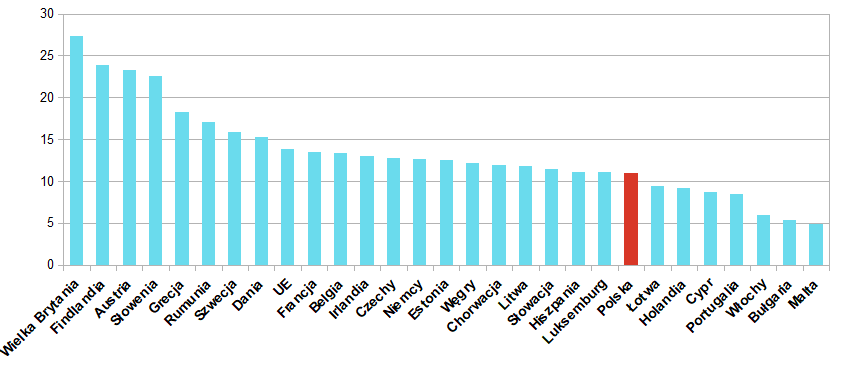 30
25
20
15
10
5
0
Wielka Brytania
Findlandia
Austria
Słowenia
Grecja
Rumunia
Szwecja
Dania
UE
Francja
Belgia
Irlandia
Czechy
Niemcy
Estonia
Węgry
Chorwacja
Litwa
Słowacja
Hiszpania
Luksemburg
Polska
Łotwa
Holandia
Cypr
Portugalia
Włochy
Bułgaria
Malta